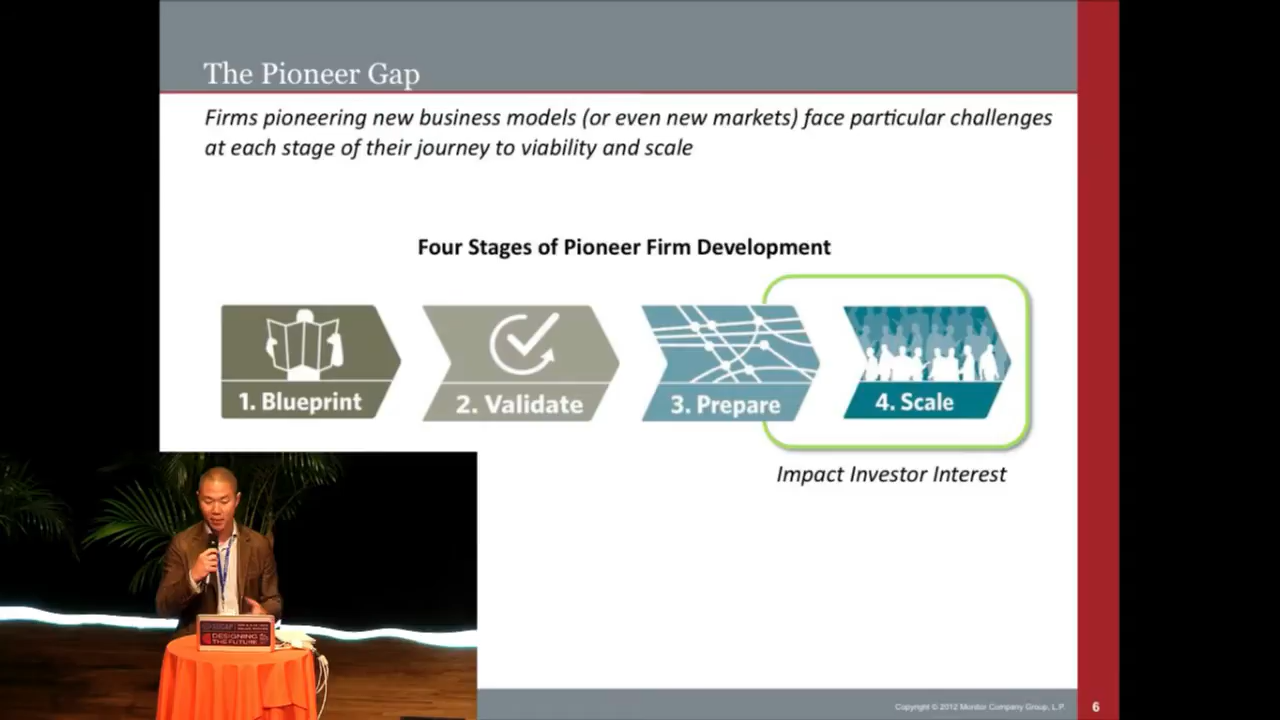 The Pioneer Gap
Firms pioneering new business models (or even new markets) face particular challenges
at each stage of their journey to viability and scale
Four Stages of Pioneer Firm Development
1. Blueprint
2. Validate
3. Prepare
4. Scale
Impact Investor Interest
DESIGNING
THE FUTURE
Copyright © 2012 Monitor Company Group, L.P.
6